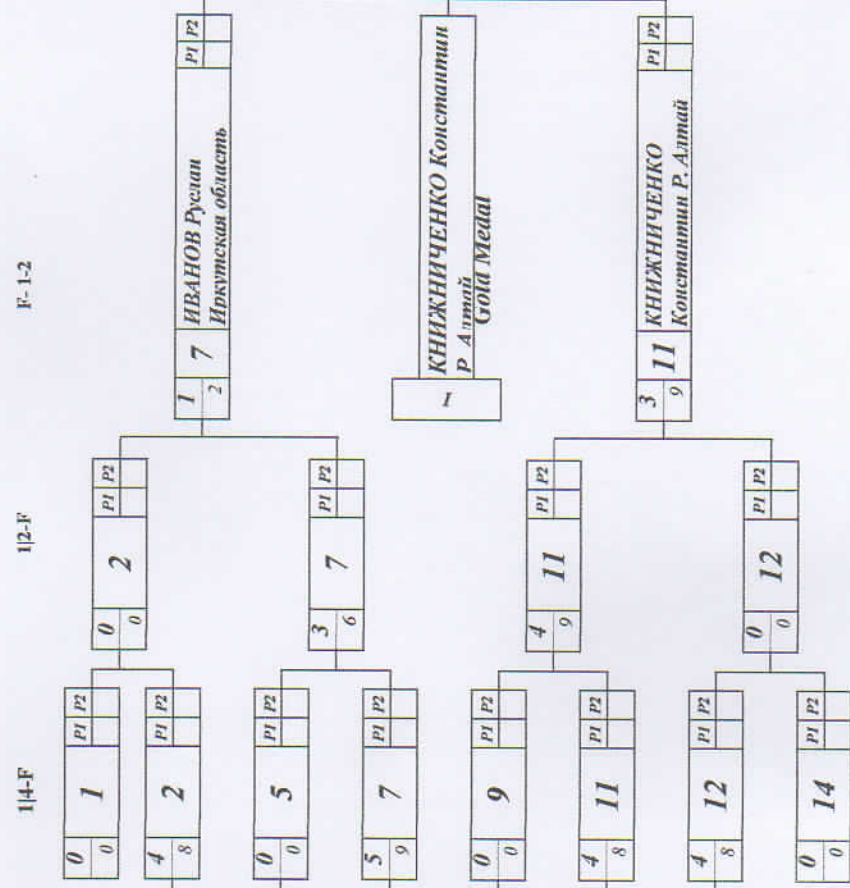 1|4-F
1|2-F
F- 1-2
0 1 P1 P2
0
4 2 P1 P2
8
0 5 P1 P2
0
5 7 P1 P2
9
0 9 P1 P2
0
4 11 P1 P2
8
4 12 P1 P2
8
0 14 P1 P2
0
0 2 P1 P2
0
3 7 P1 P2
6
4 11 P1 P2
9
0 12 P1 P2
0
1 7 ИВАНОВ Руслан P1 P2
2 Иркутская область
1 КНИЖНИЧЕНКО Константин
Р Алтай
Gold Medal
3 11 КНИЖНИЧЕНКО P1 P2
9 Константин Р. Алтай